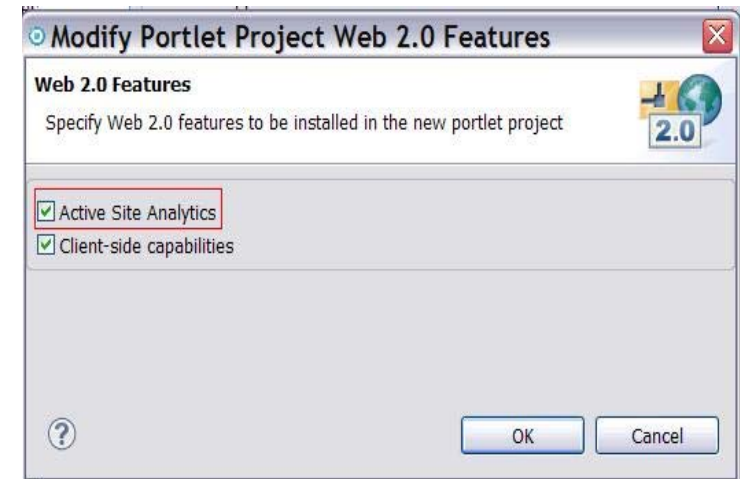 Modify Portlet Project Web 2.0 Features
Web 2.0 Features
Specify Web 2.0 features to be installed in the new portlet project
2.0
Active Site Analytics
Client-side capabilities
?
OK
Cancel